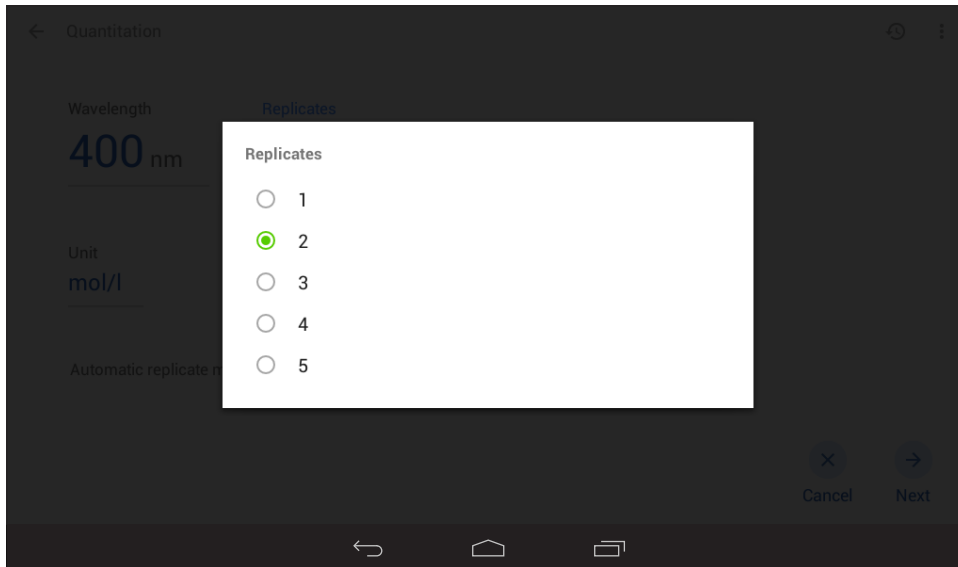 Quantitation
Wavelength
Replicates
400 nm
Replicates
1
2
3
4
5
Unit
mol/l
Automatic replicate
Cancel
Next